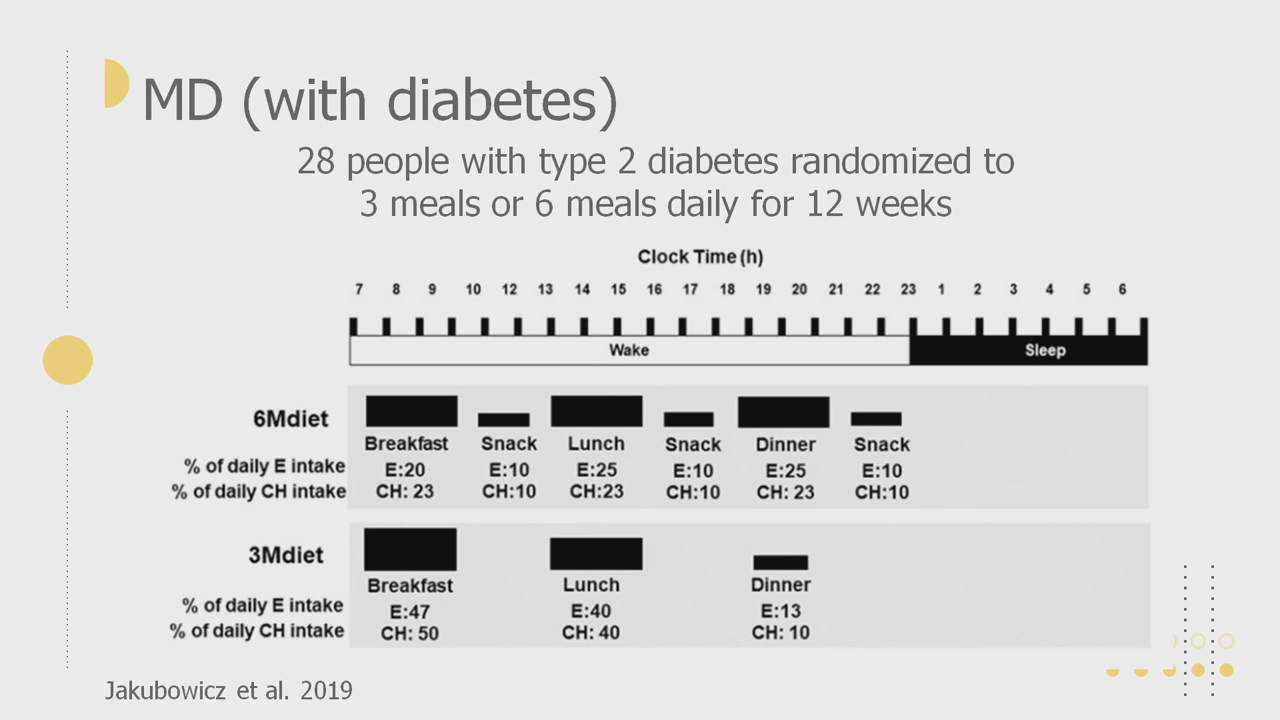 MD (with diabetes)
28 people with type 2 diabetes randomized to
3 meals or 6 meals daily for 12 weeks
Clock Time (h)
7 8 9 10 12 13 14 15 16 17 18 19 20 21 22 23 1 2 3 4 5 6
Wake Sleep
6Mdiet
Breakfast Snack Lunch Snack Dinner Snack
% of daily E intake E:20 E:10 E:25 E:10 E:25 E:10
% of daily CH intake CH: 23 CH:10 CH:23 CH:10 CH: 23 CH:10
3Mdiet
Breakfast Lunch Dinner
% of daily E intake E:47 E:40 E:13
% of daily CH intake CH: 50 CH: 40 CH: 10
Jakubowicz et al. 2019